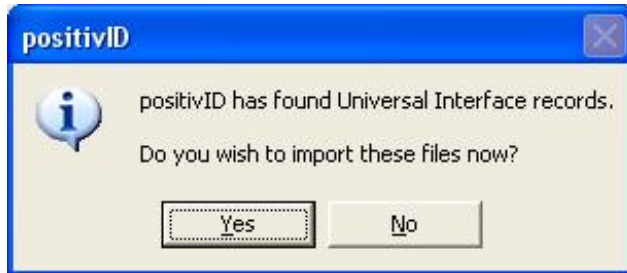 positivID
positivID has found Universal Interface records.
Do you wish to import these files now?
Yes No